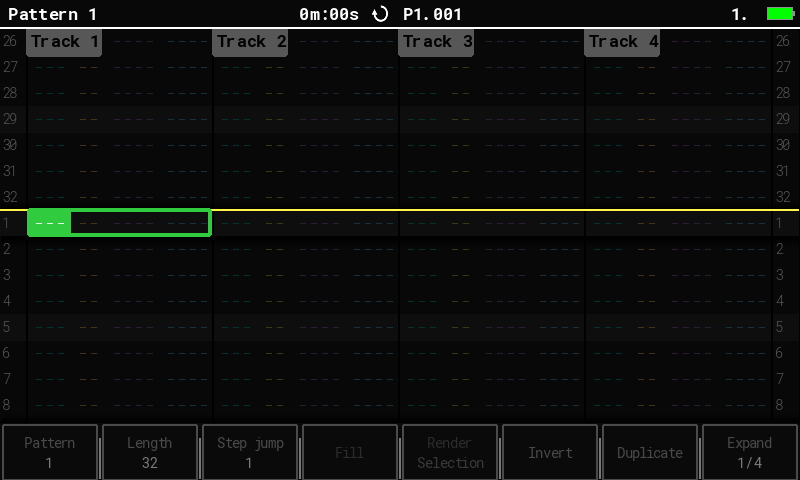 Pattern 1 0m:00s P1.001 1.
26 Track 1 --- -- ---- ---- Track 2 --- -- ---- ---- Track 3 --- -- ---- ---- Track 4 --- -- ---- ---- 26
27 --- -- ---- ---- --- -- ---- ---- --- -- ---- ---- --- -- ---- ---- 27
28 --- -- ---- ---- --- -- ---- ---- --- -- ---- ---- --- -- ---- ---- 28
29 --- -- ---- ---- --- -- ---- ---- --- -- ---- ---- --- -- ---- ---- 29
30 --- -- ---- ---- --- -- ---- ---- --- -- ---- ---- --- -- ---- ---- 30
31 --- -- ---- ---- --- -- ---- ---- --- -- ---- ---- --- -- ---- ---- 31
32 --- -- ---- ---- --- -- ---- ---- --- -- ---- ---- --- -- ---- ---- 32
1 --- -- ---- ---- --- -- ---- ---- --- -- ---- ---- --- -- ---- ---- 1
2 --- -- ---- ---- --- -- ---- ---- --- -- ---- ---- --- -- ---- ---- 2
3 --- -- ---- ---- --- -- ---- ---- --- -- ---- ---- --- -- ---- ---- 3
4 --- -- ---- ---- --- -- ---- ---- --- -- ---- ---- --- -- ---- ---- 4
5 --- -- ---- ---- --- -- ---- ---- --- -- ---- ---- --- -- ---- ---- 5
6 --- -- ---- ---- --- -- ---- ---- --- -- ---- ---- --- -- ---- ---- 6
7 --- -- ---- ---- --- -- ---- ---- --- -- ---- ---- --- -- ---- ---- 7
8 --- -- ---- ---- --- -- ---- ---- --- -- ---- ---- --- -- ---- ---- 8
Pattern
1
Length
32
Step jump
1
Fill
Render
Selection
Invert
Duplicate
Expand
1/4